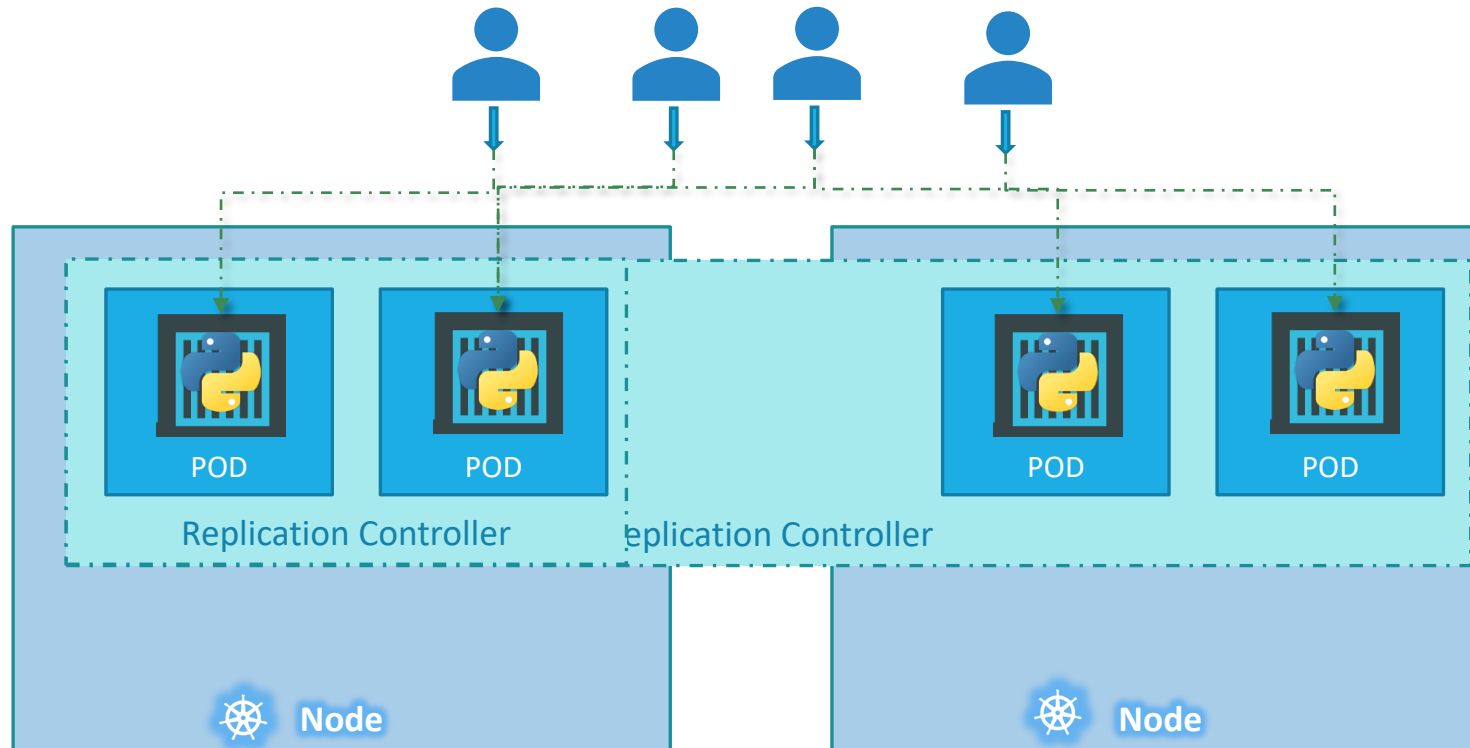 POD
POD
POD
POD
Replication Controller
eplication Controller
Node
Node